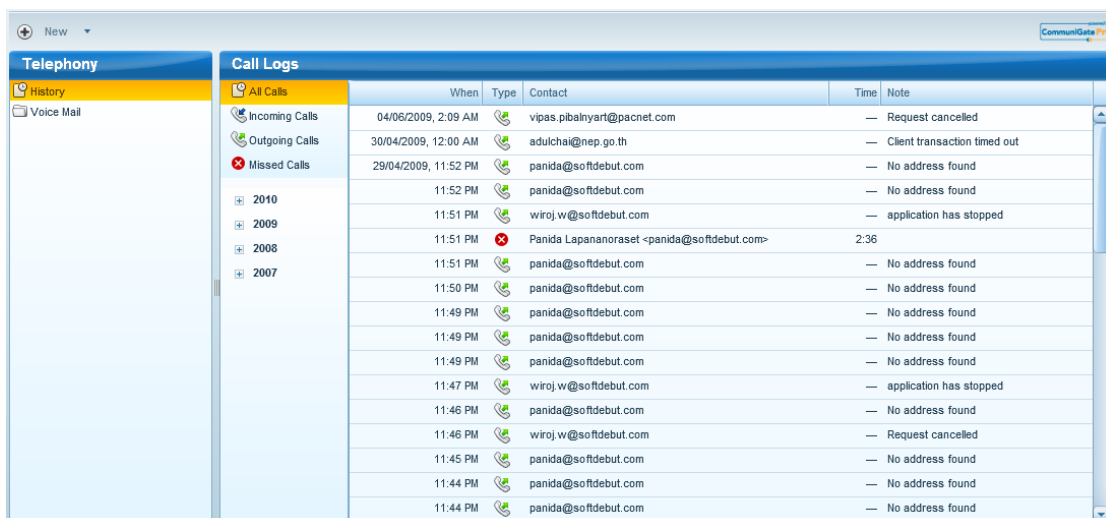 New
CommuniGate Pro
Telephony
Call Logs
History
Voice Mail
All Calls
Incoming Calls
Outgoing Calls
Missed Calls
2010
2009
2008
2007
When Type Contact Time Note
04/06/2009, 2:09 AM vipas.pibalnyart@pacnet.com — Request cancelled
30/04/2009, 12:00 AM adulchai@nep.go.th — Client transaction timed out
29/04/2009, 11:52 PM panida@softdebut.com — No address found
11:52 PM panida@softdebut.com — No address found
11:51 PM wiroj.w@softdebut.com — application has stopped
11:51 PM Panida Lapananoraset <panida@softdebut.com> 2:36
11:51 PM panida@softdebut.com — No address found
11:50 PM panida@softdebut.com — No address found
11:49 PM panida@softdebut.com — No address found
11:49 PM panida@softdebut.com — No address found
11:49 PM panida@softdebut.com — No address found
11:47 PM wiroj.w@softdebut.com — application has stopped
11:46 PM panida@softdebut.com — No address found
11:46 PM wiroj.w@softdebut.com — Request cancelled
11:45 PM panida@softdebut.com — No address found
11:44 PM panida@softdebut.com — No address found
11:44 PM panida@softdebut.com — No address found